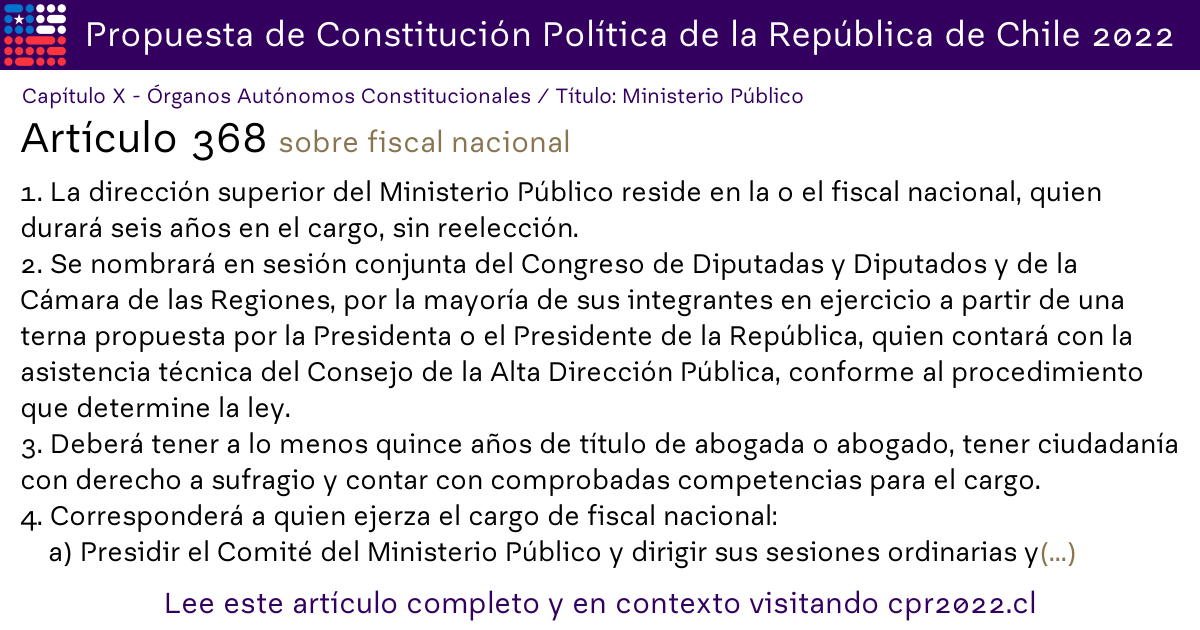 Propuesta de Constitución Política de la República de Chile 2022
Capítulo X - Órganos Autónomos Constitucionales / Título: Ministerio Público
Artículo 368 sobre fiscal nacional
1. La dirección superior del Ministerio Público reside en la o el fiscal nacional, quien
durará seis años en el cargo, sin reelección.
2. Se nombrará en sesión conjunta del Congreso de Diputadas y Diputados y de la
Cámara de las Regiones, por la mayoría de sus integrantes en ejercicio a partir de una
terna propuesta por la Presidenta o el Presidente de la República, quien contará con la
asistencia técnica del Consejo de la Alta Dirección Pública, conforme al procedimiento
que determine la ley.
3. Deberá tener a lo menos quince años de título de abogada o abogado, tener ciudadanía
con derecho a sufragio y contar con comprobadas competencias para el cargo.
4. Corresponderá a quien ejerza el cargo de fiscal nacional:
a) Presidir el Comité del Ministerio Público y dirigir sus sesiones ordinarias y(...)
Lee este artículo completo y en contexto visitando cpr2022.cl